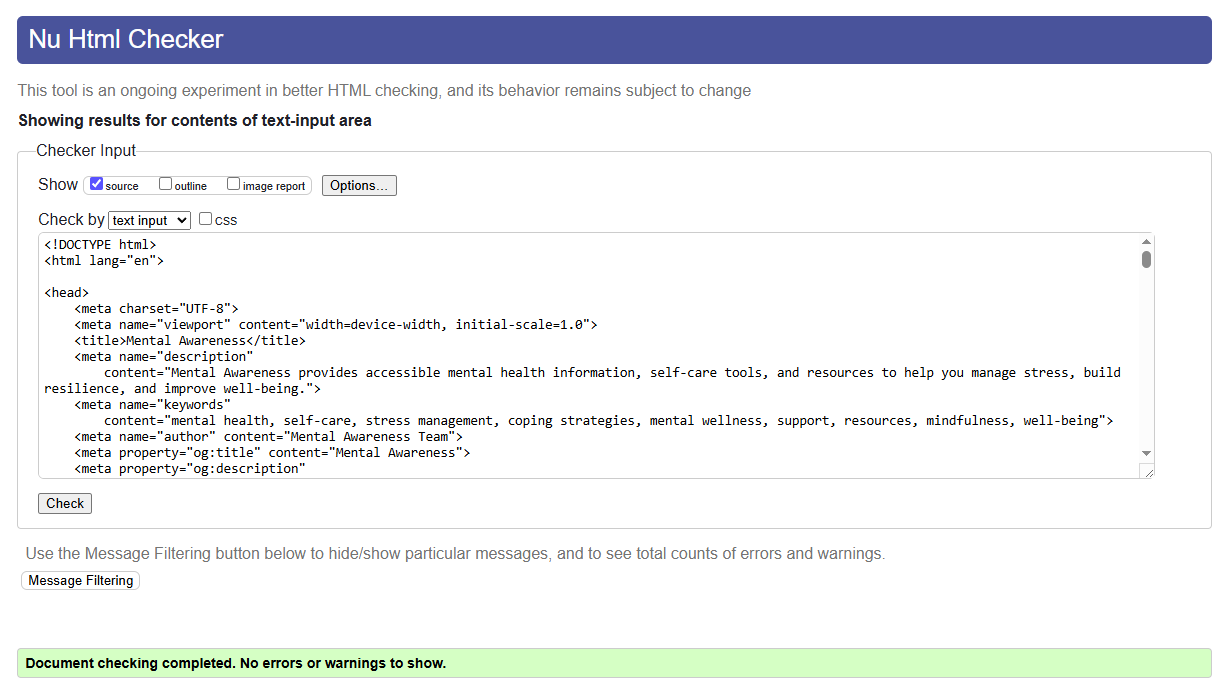 Nu Html Checker
This tool is an ongoing experiment in better HTML checking, and its behavior remains subject to change
Showing results for contents of text-input area
Checker Input
Show source outline image report Options...
Check by text input css
<!DOCTYPE html>
<html lang="en">
<head>
<meta charset="UTF-8">
<meta name="viewport" content="width=device-width, initial-scale=1.0">
<title>Mental Awareness</title>
<meta name="description"
content="Mental Awareness provides accessible mental health information, self-care tools, and resources to help you manage stress, build
resilience, and improve well-being.">
<meta name="keywords"
content="mental health, self-care, stress management, coping strategies, mental wellness, support, resources, mindfulness, well-being">
<meta name="author" content="Mental Awareness Team">
<meta property="og:title" content="Mental Awareness">
<meta property="og:description"
Check
Use the Message Filtering button below to hide/show particular messages, and to see total counts of errors and warnings.
Message Filtering
Document checking completed. No errors or warnings to show.